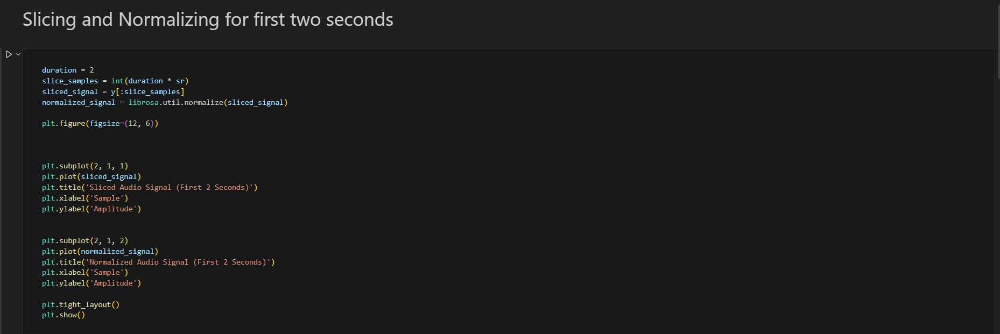 Slicing and Normalizing for first two seconds
duration = 2
slice_samples = int(duration * sr)
sliced_signal = y[:slice_samples]
normalized_signal = librosa.util.normalize(sliced_signal)
plt.figure(figsize=(12, 6))
plt.subplot(2, 1, 1)
plt.plot(sliced_signal)
plt.title('Sliced Audio Signal (First 2 Seconds)')
plt.xlabel('Sample')
plt.ylabel('Amplitude')
plt.subplot(2, 1, 2)
plt.plot(normalized_signal)
plt.title('Normalized Audio Signal (First 2 Seconds)')
plt.xlabel('Sample')
plt.ylabel('Amplitude')
plt.tight_layout()
plt.show()